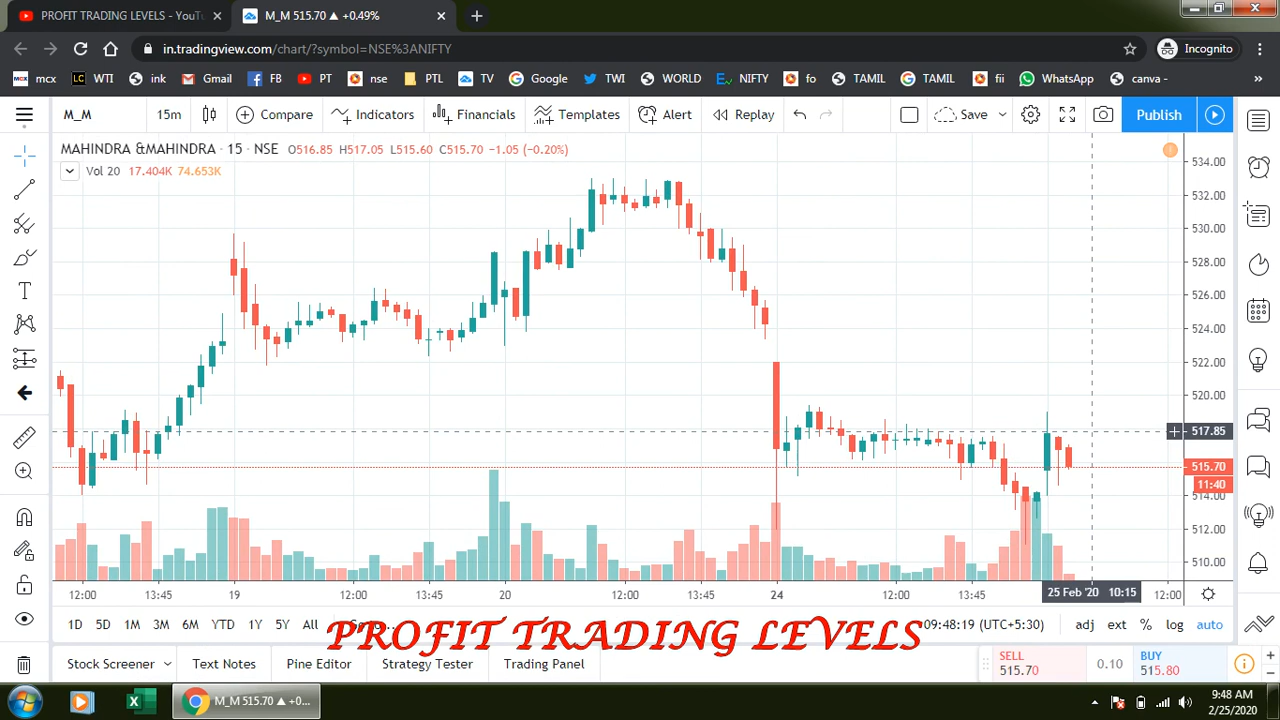 PROFIT TRADING LEVELS - YouT
M_M 515.70 ▲ +0.49%
in.tradingview.com/chart/?symbol=NSE%3ANIFTY
Incognito
mcx
LC WTI
ink
Gmail
FB
PT
nse
PTL
TV
Google
TWI
WORLD
NIFTY
fo
TAMIL
TAMIL
fii
WhatsApp
canva -
»
M_M
15m
Compare
Indicators
Financials
Templates
Alert
Replay
Save
Publish
MAHINDRA &MAHINDRA · 15 · NSE O516.85 H517.05 L515.60 C515.70 -1.05 (-0.20%)
Vol 20 17.404K 74.653K
534.00
532.00
530.00
528.00
526.00
524.00
522.00
520.00
517.85
515.70
11:40
514.00
512.00
510.00
12:00 13:45 19 12:00 13:45 20 12:00 13:45 24 12:00 13:45 25 Feb '20 10:15 12:00
1D 5D 1M 3M 6M YTD 1Y 5Y All
09:48:19 (UTC+5:30) adj ext % log auto
PROFIT TRADING LEVELS
Stock Screener
Text Notes
Pine Editor
Strategy Tester
Trading Panel
SELL
515.70
0.10
BUY
515.80
M_M 515.70 ▲ +0...
9:48 AM
2/25/2020